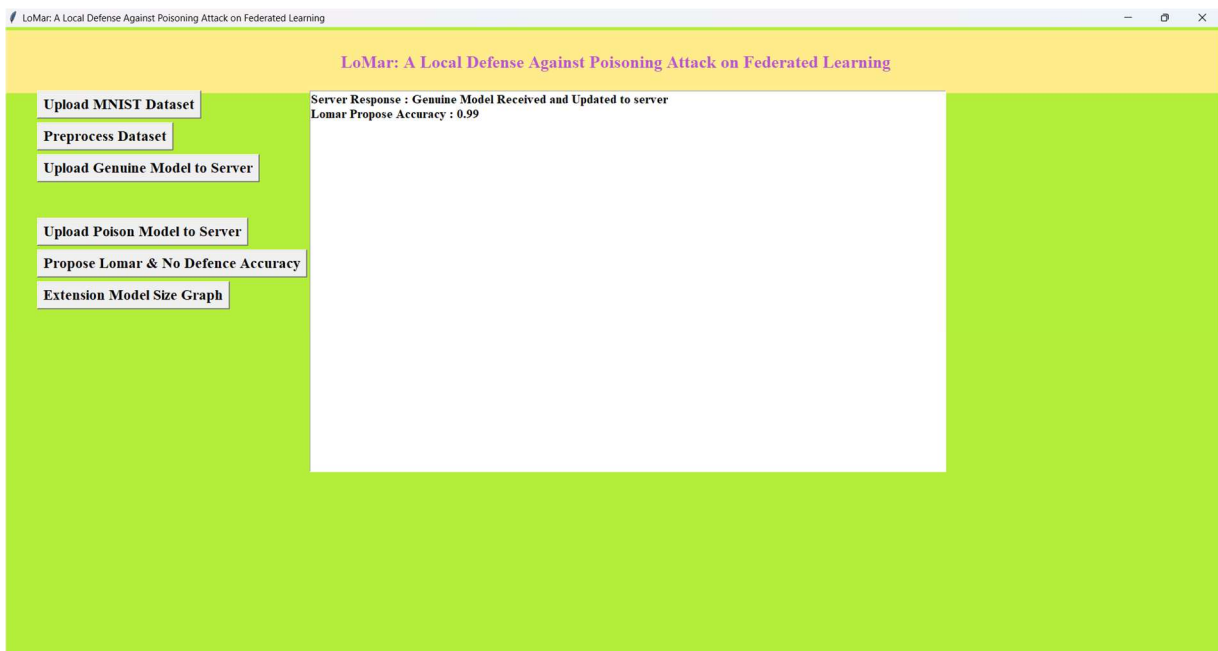 LoMar: A Local Defense Against Poisoning Attack on Federated Learning
LoMar: A Local Defense Against Poisoning Attack on Federated Learning
Upload MNIST Dataset
Preprocess Dataset
Upload Genuine Model to Server
Upload Poison Model to Server
Propose Lomar & No Defence Accuracy
Extension Model Size Graph
Server Response : Genuine Model Received and Updated to server
Lomar Propose Accuracy : 0.99